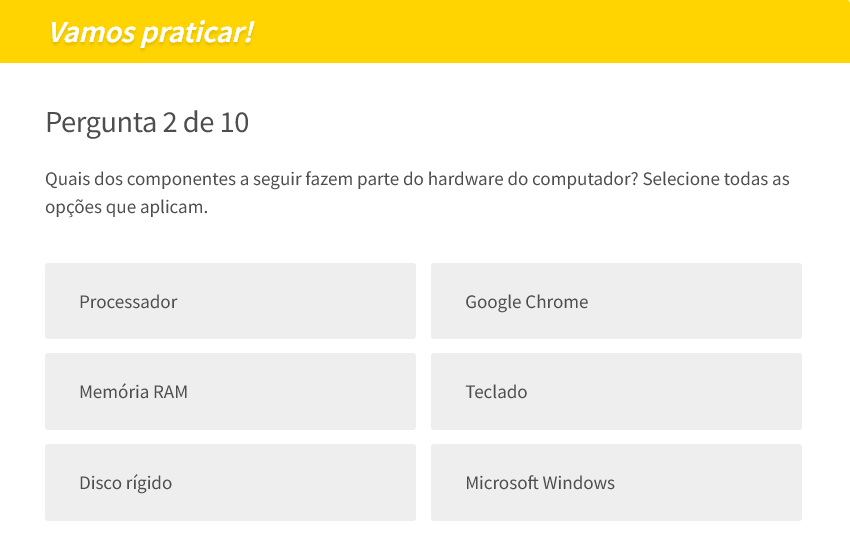 Vamos praticar!
Pergunta 2 de 10
Quais dos componentes a seguir fazem parte do hardware do computador? Selecione todas as
opções que aplicam.
Processador
Google Chrome
Memória RAM
Teclado
Disco rígido
Microsoft Windows